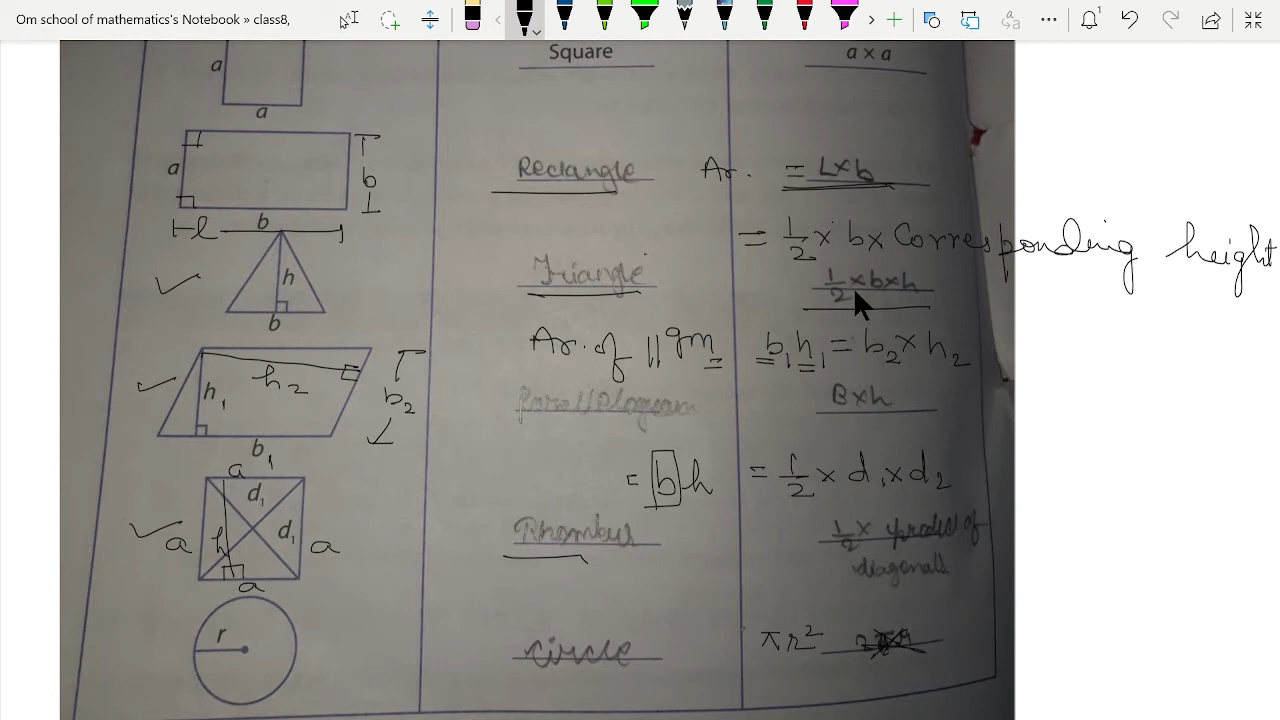 Om school of mathematics's Notebook » class8,
Square a x a
a
a
Rectangle Ar. = L×b
a
b
l b
= 1/2 × b× Corresponding height
Triangle 1/2 ×b×h
h
b
Ar. of ||gm b1h1 = b2 × h2
h1 h2 b2
Parallelogram B×h
b1
= b h = 1/2 × d1 × d2
a
d1
d1
a h a
a
Rhombus 1/2 × product of
diagonals
r
circle πr²